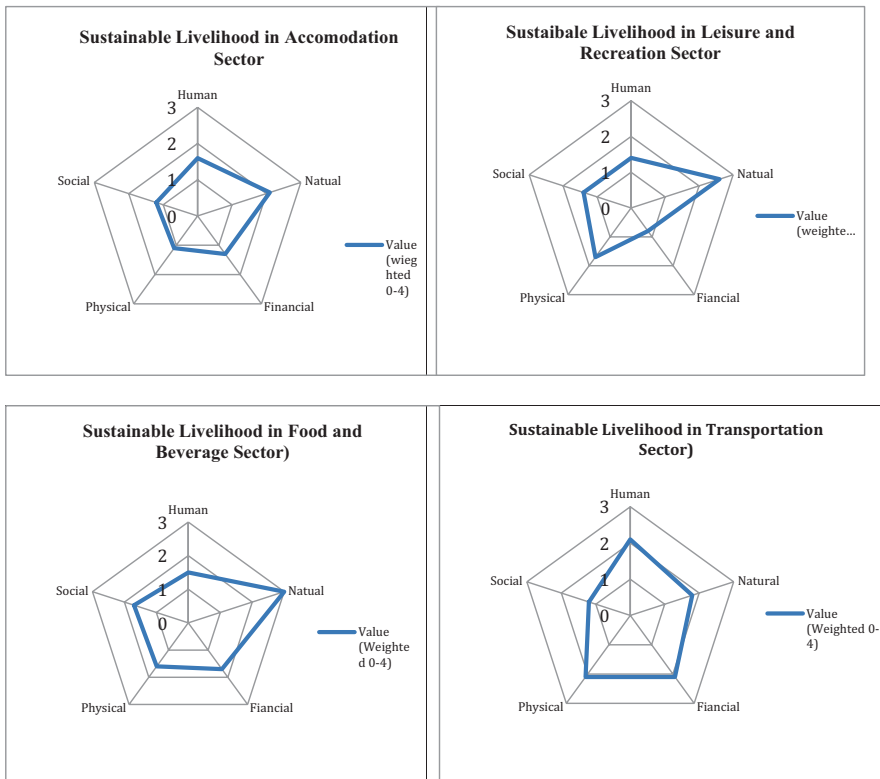 Sustainable Livelihood in Accomodation
Sector
Human
3
2
1
0
Social
Natual
Physical
Financial
Value
(wieg
hted
0-4)
Sustaibale Livelihood in Leisure and
Recreation Sector
Human
3
2
1
0
Social
Natual
Physical
Fiancial
Value
(weighte...
Sustainable Livelihood in Food and
Beverage Sector)
Human
3
2
1
0
Social
Natual
Physical
Fiancial
Value
(Weighte
d 0-4)
Sustainable Livelihood in Transportation
Sector)
Human
3
2
1
0
Social
Natural
Physical
Fiancial
Value
(Weighted 0-
4)